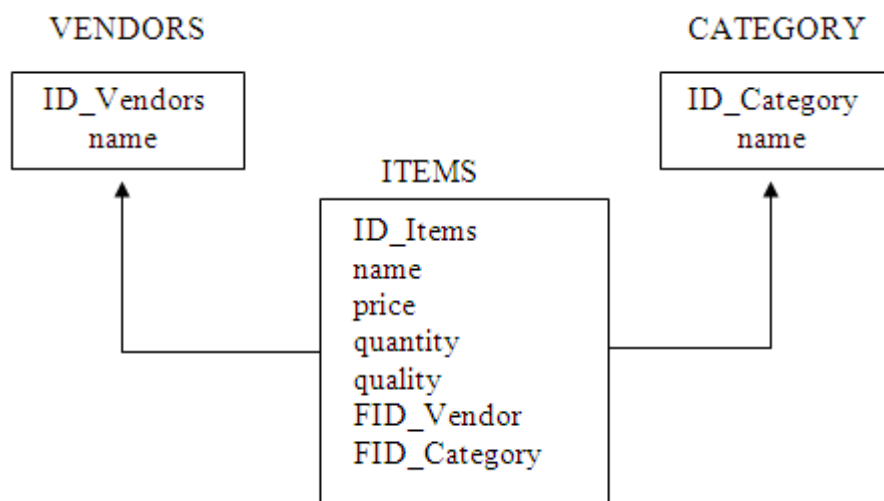 VENDORS
ID_Vendors
name
CATEGORY
ID_Category
name
ITEMS
ID_Items
name
price
quantity
quality
FID_Vendor
FID_Category